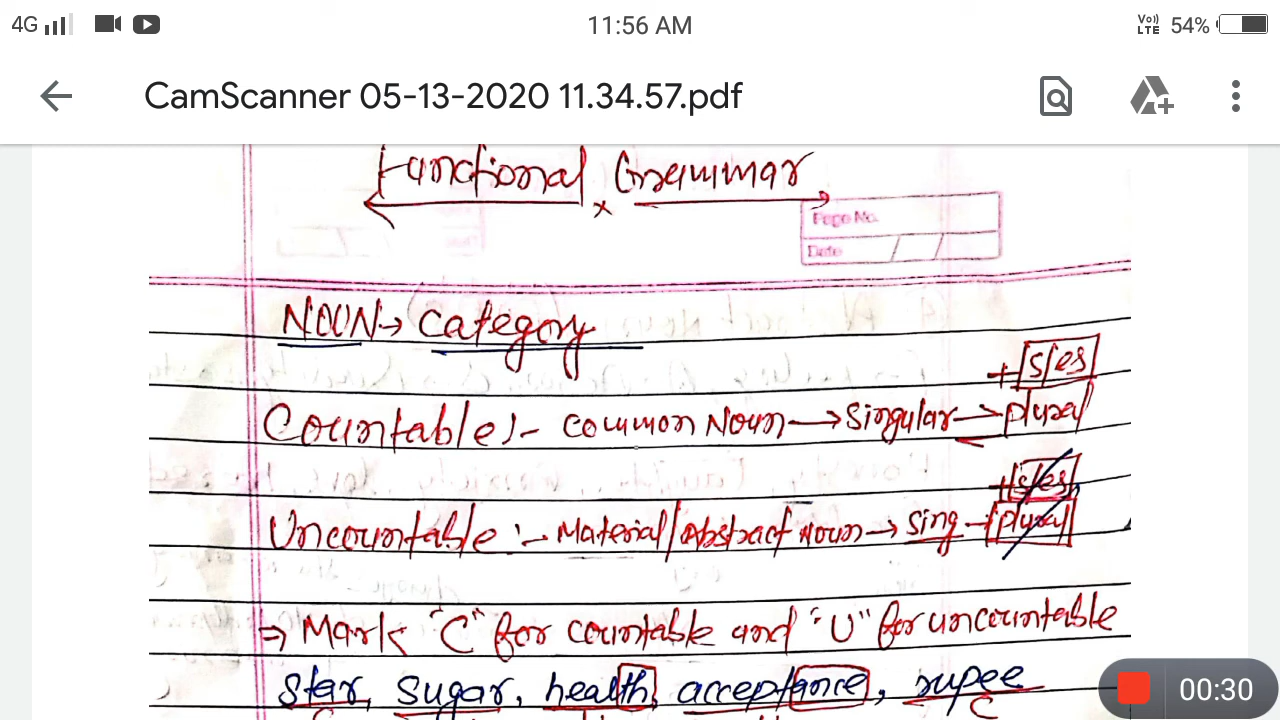 4G 11:56 AM Vo)) LTE 54%
CamScanner 05-13-2020 11.34.57.pdf
Functional Grammar
Page No.
Date
NOUN → Category
+ s/es
Countable :- Common Noun → Singular → Plural
+ s/es
Uncountable :- Material/Abstract Noun → Sing - Plural
⇒ Mark "C" for countable and "U" for uncountable
Star, Sugar, health, acceptance, rupee
C
00:30